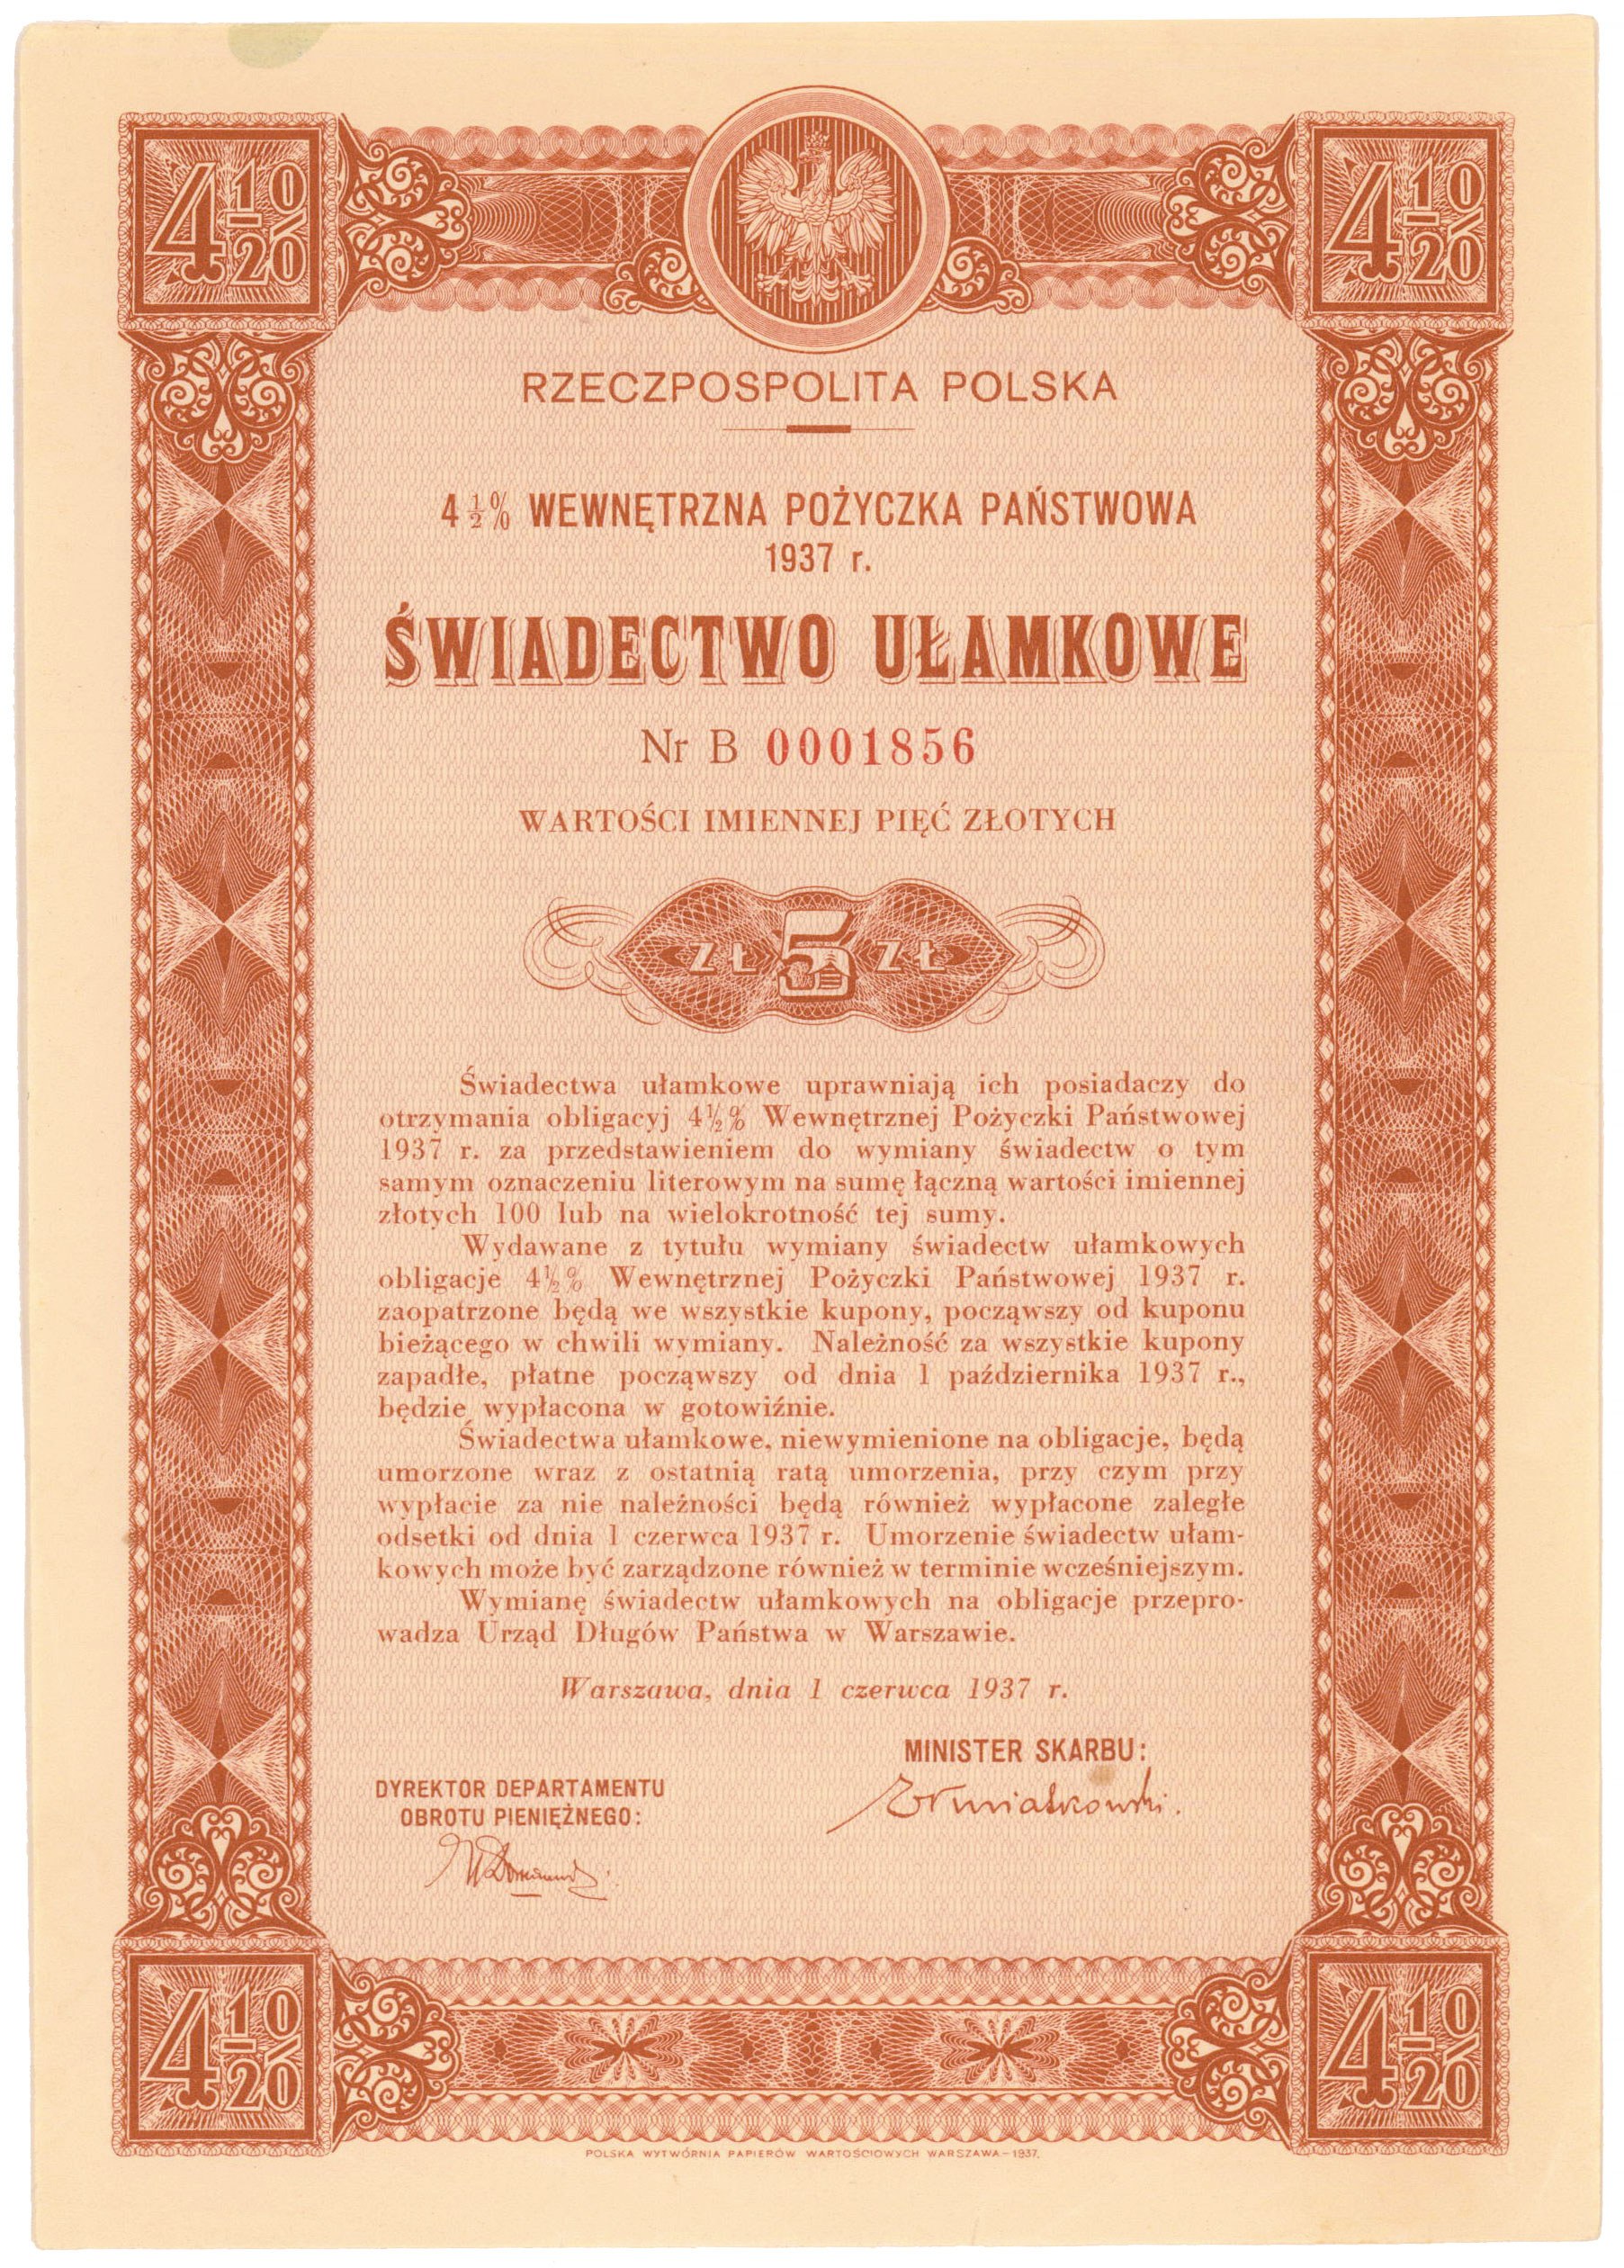 4 1/2 %
4 1/2 %
RZECZPOSPOLITA POLSKA
4 1/2 % WEWNĘTRZNA POŻYCZKA PAŃSTWOWA
1937 r.
ŚWIADECTWO UŁAMKOWE
Nr B 0001856
WARTOŚCI IMIENNEJ PIĘĆ ZŁOTYCH
ZŁ 5 ZŁ
Świadectwa ułamkowe uprawniają ich posiadaczy do
otrzymania obligacyj 4½% Wewnętrznej Pożyczki Państwowej
1937 r. za przedstawieniem do wymiany świadectw o tym
samym oznaczeniu literowym na sumę łączną wartości imiennej
złotych 100 lub na wielokrotność tej sumy.
Wydawane z tytułu wymiany świadectw ułamkowych
obligacje 4½% Wewnętrznej Pożyczki Państwowej 1937 r.
zaopatrzone będą we wszystkie kupony, począwszy od kuponu
bieżącego w chwili wymiany. Należność za wszystkie kupony
zapadłe, płatne począwszy od dnia 1 października 1937 r.,
będzie wypłacona w gotowiźnie.
Świadectwa ułamkowe, niewymienione na obligacje, będą
umorzone wraz z ostatnią ratą umorzenia, przy czym przy
wypłacie za nie należności będą również wypłacone zaległe
odsetki od dnia 1 czerwca 1937 r. Umorzenie świadectw ułam-
kowych może być zarządzone również w terminie wcześniejszym.
Wymianę świadectw ułamkowych na obligacje przepro-
wadza Urząd Długów Państwa w Warszawie.
Warszawa, dnia 1 czerwca 1937 r.
MINISTER SKARBU:
EKwiatkowski.
DYREKTOR DEPARTAMENTU
OBROTU PIENIĘŻNEGO:
4 1/2 %
4 1/2 %
POLSKA WYTWÓRNIA PAPIERÓW WARTOŚCIOWYCH WARSZAWA – 1937.